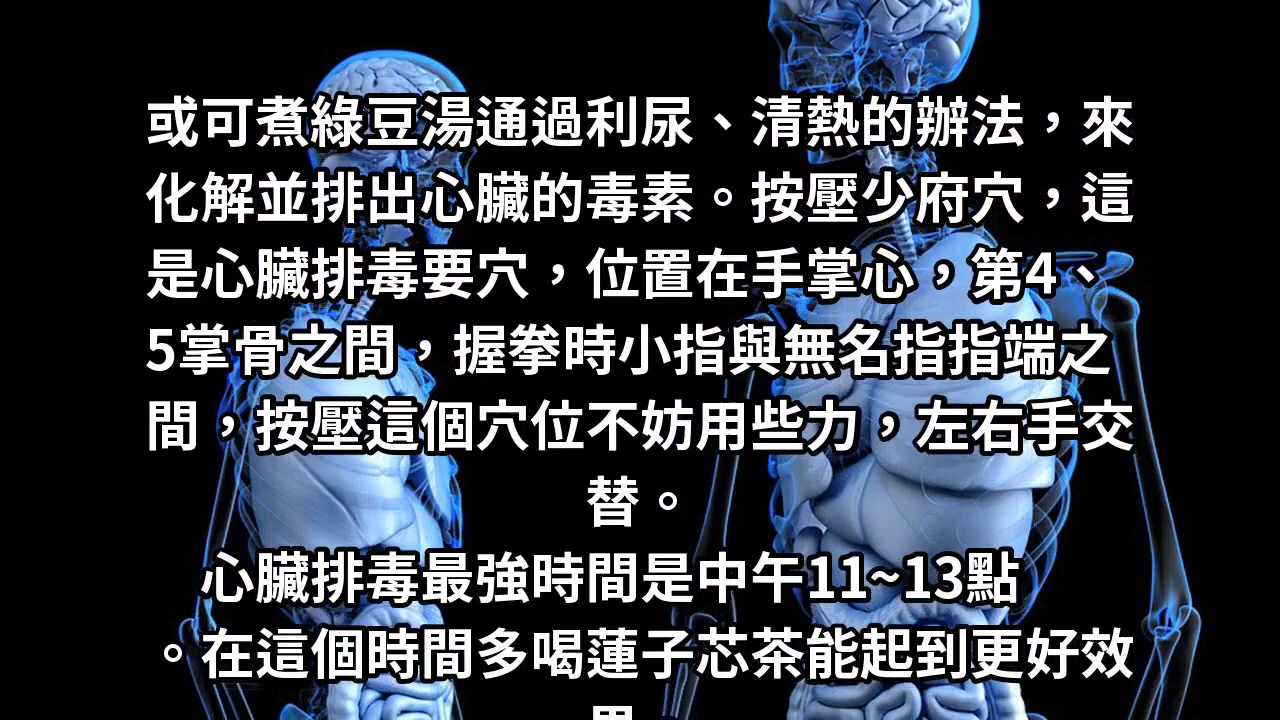 或可煮綠豆湯通過利尿、清熱的辦法，來
化解並排出心臟的毒素。按壓少府穴，這
是心臟排毒要穴，位置在手掌心，第4、
5掌骨之間，握拳時小指與無名指指端之
間，按壓這個穴位不妨用些力，左右手交
替。
心臟排毒最強時間是中午11~13點
。在這個時間多喝蓮子芯茶能起到更好效